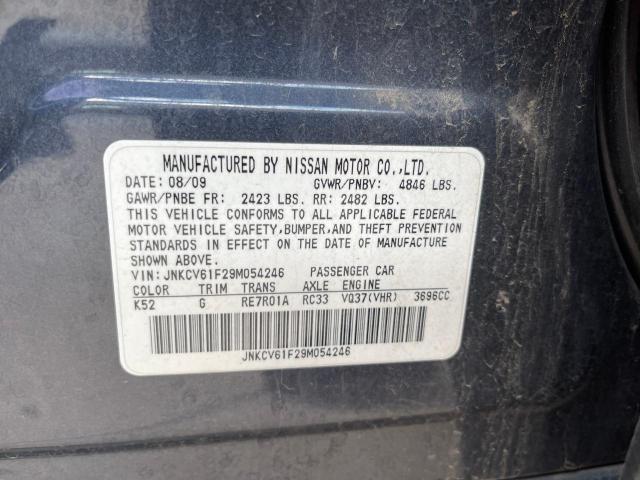 MANUFACTURED BY NISSAN MOTOR CO.,LTD.
DATE: 08/09 GVWR/PNBV: 4846 LBS.
GAWR/PNBE FR: 2423 LBS. RR: 2482 LBS.
THIS VEHICLE CONFORMS TO ALL APPLICABLE FEDERAL
MOTOR VEHICLE SAFETY,BUMPER,AND THEFT PREVENTION
STANDARDS IN EFFECT ON THE DATE OF MANUFACTURE
SHOWN ABOVE.
VIN: JNKCV61F29M054246 PASSENGER CAR
COLOR TRIM TRANS AXLE ENGINE
K52 G RE7R01A RC33 VQ37(VHR) 3696CC
JNKCV61F29M054246